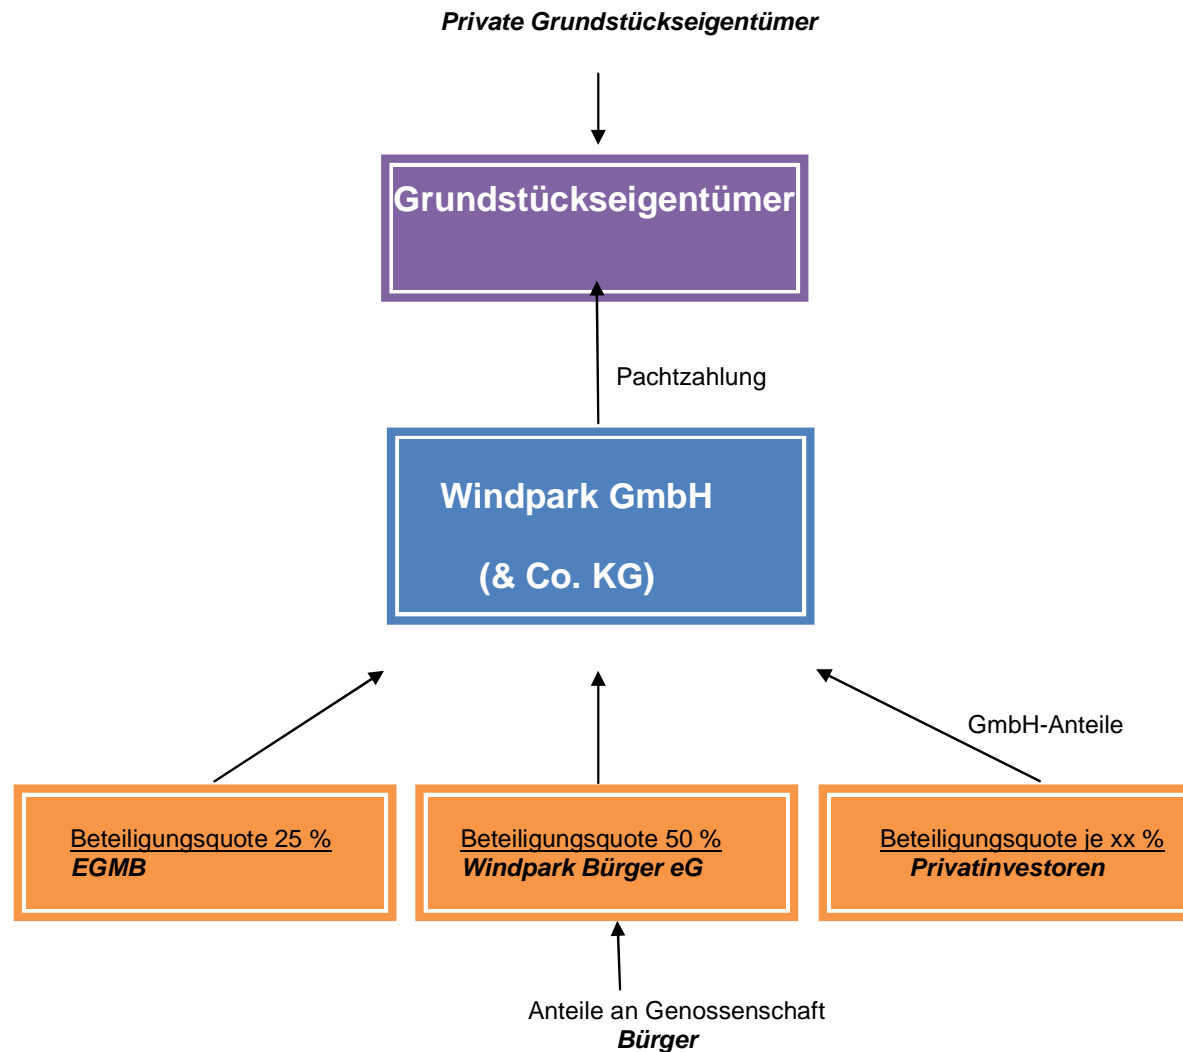 Private Grundstückseigentümer
Grundstückseigentümer
Pachtzahlung
Windpark GmbH
(& Co. KG)
GmbH-Anteile
Beteiligungsquote 25 %
EGMB
Beteiligungsquote 50 %
Windpark Bürger eG
Beteiligungsquote je xx %
Privatinvestoren
Anteile an Genossenschaft
Bürger